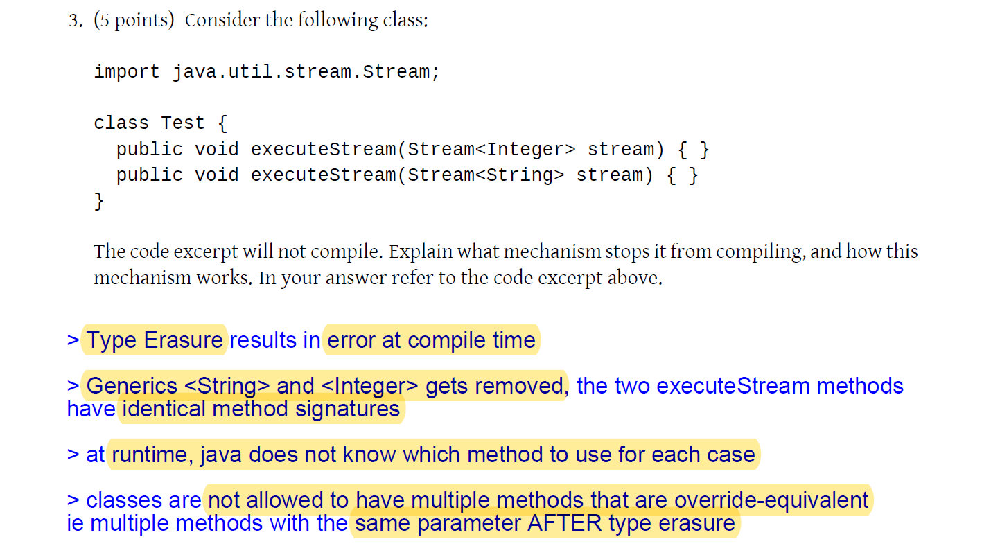 3. (5 points) Consider the following class:
import java.util.stream.Stream;
class Test {
public void executeStream(Stream<Integer> stream) { }
public void executeStream(Stream<String> stream) { }
}
The code excerpt will not compile. Explain what mechanism stops it from compiling, and how this
mechanism works. In your answer refer to the code excerpt above.
> Type Erasure results in error at compile time
> Generics <String> and <Integer> gets removed, the two executeStream methods
have identical method signatures
> at runtime, java does not know which method to use for each case
> classes are not allowed to have multiple methods that are override-equivalent
ie multiple methods with the same parameter AFTER type erasure